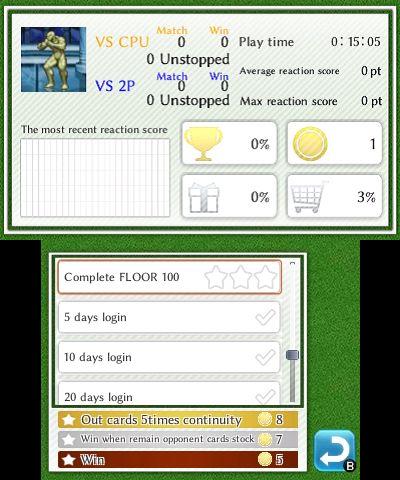 Match Win
VS CPU 0 0
0 Unstopped
Match Win
VS 2P 0 0
0 Unstopped
Play time 0:15:05
Average reaction score 0 pt
Max reaction score 0 pt
The most recent reaction score
0% 1
0% 3%
Complete FLOOR 100
5 days login
10 days login
20 days login
Out cards 5times continuity 8
Win when remain opponent cards stock 7
Win 5
B